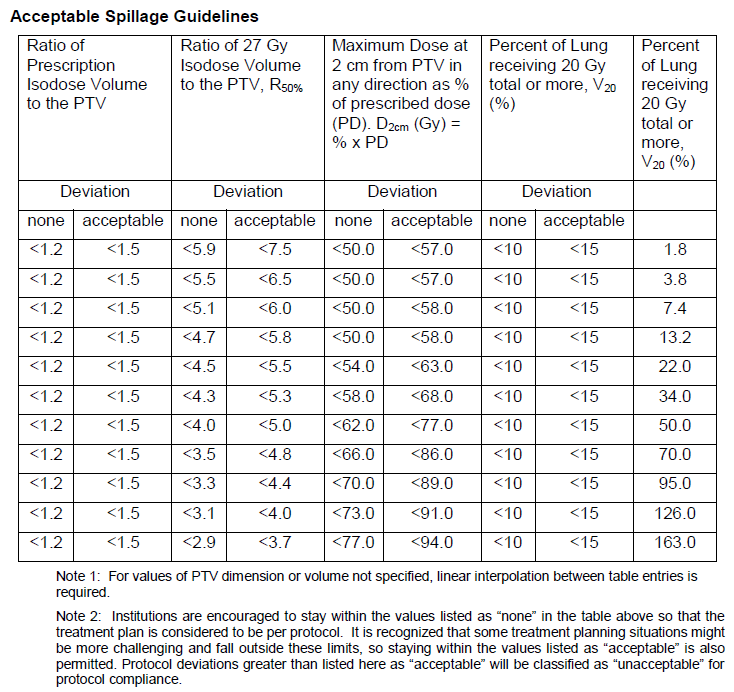 Acceptable Spillage Guidelines
Ratio of Prescription Isodose Volume to the PTV | Ratio of 27 Gy Isodose Volume to the PTV, R50% | Maximum Dose at 2 cm from PTV in any direction as % of prescribed dose (PD). D2cm (Gy) = % x PD | Percent of Lung receiving 20 Gy total or more, V20 (%) | Percent of Lung receiving 20 Gy total or more, V20 (%)
Deviation | Deviation | Deviation | Deviation
none | acceptable | none | acceptable | none | acceptable | none | acceptable
<1.2 | <1.5 | <5.9 | <7.5 | <50.0 | <57.0 | <10 | <15 | 1.8
<1.2 | <1.5 | <5.5 | <6.5 | <50.0 | <57.0 | <10 | <15 | 3.8
<1.2 | <1.5 | <5.1 | <6.0 | <50.0 | <58.0 | <10 | <15 | 7.4
<1.2 | <1.5 | <4.7 | <5.8 | <50.0 | <58.0 | <10 | <15 | 13.2
<1.2 | <1.5 | <4.5 | <5.5 | <54.0 | <63.0 | <10 | <15 | 22.0
<1.2 | <1.5 | <4.3 | <5.3 | <58.0 | <68.0 | <10 | <15 | 34.0
<1.2 | <1.5 | <4.0 | <5.0 | <62.0 | <77.0 | <10 | <15 | 50.0
<1.2 | <1.5 | <3.5 | <4.8 | <66.0 | <86.0 | <10 | <15 | 70.0
<1.2 | <1.5 | <3.3 | <4.4 | <70.0 | <89.0 | <10 | <15 | 95.0
<1.2 | <1.5 | <3.1 | <4.0 | <73.0 | <91.0 | <10 | <15 | 126.0
<1.2 | <1.5 | <2.9 | <3.7 | <77.0 | <94.0 | <10 | <15 | 163.0
Note 1: For values of PTV dimension or volume not specified, linear interpolation between table entries is
required.
Note 2: Institutions are encouraged to stay within the values listed as “none” in the table above so that the
treatment plan is considered to be per protocol. It is recognized that some treatment planning situations might
be more challenging and fall outside these limits, so staying within the values listed as “acceptable” is also
permitted. Protocol deviations greater than listed here as “acceptable” will be classified as “unacceptable” for
protocol compliance.